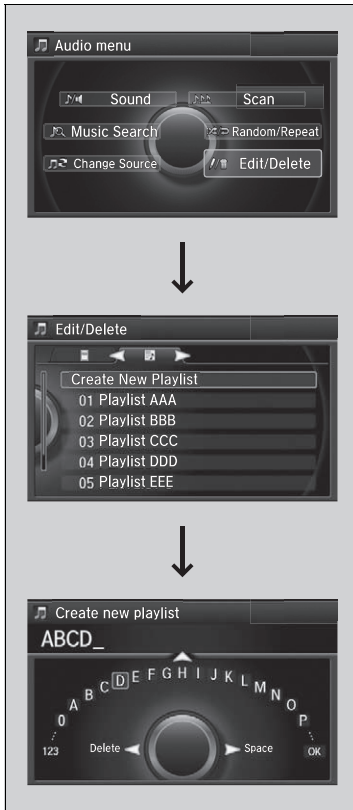 Audio menu
Sound Scan
Music Search Random/Repeat
Change Source Edit/Delete
Edit/Delete
Create New Playlist
01 Playlist AAA
02 Playlist BBB
03 Playlist CCC
04 Playlist DDD
05 Playlist EEE
Create new playlist
ABCD_
0 A B C D E F G H I J K L M N O P
123 Delete Space OK